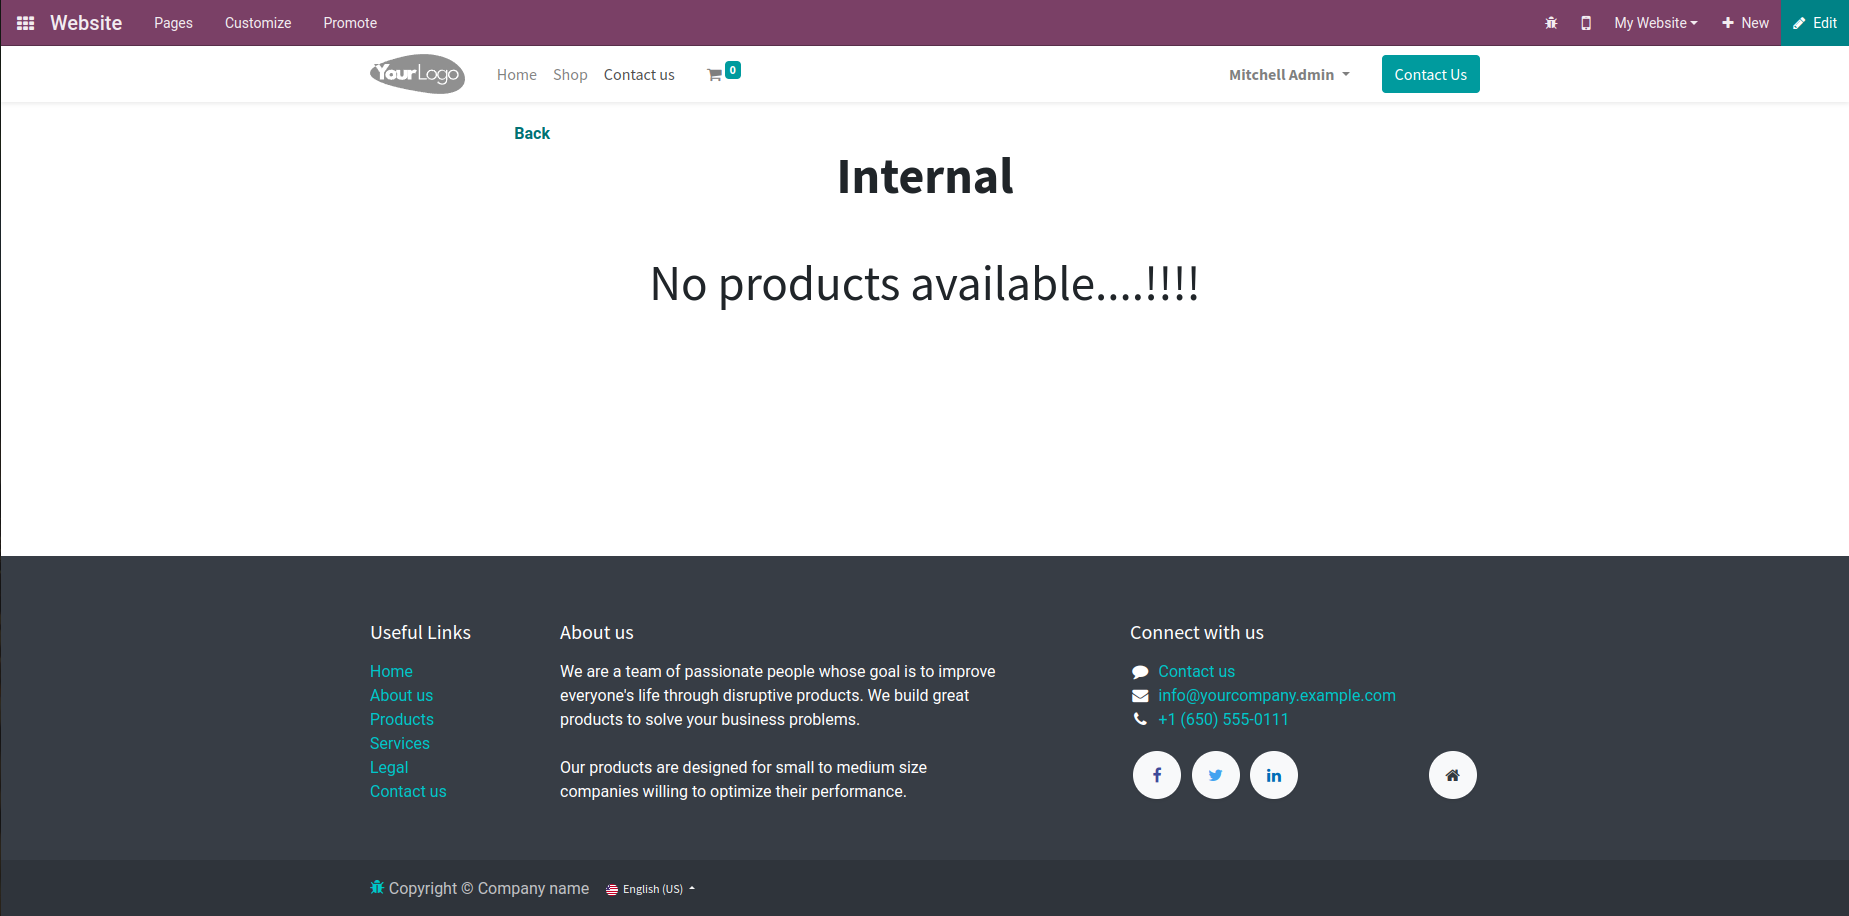 Website Pages Customize Promote My Website New Edit
YourLogo Home Shop Contact us 0 Mitchell Admin Contact Us
Back
Internal
No products available....!!!!
Useful Links
Home
About us
Products
Services
Legal
Contact us
About us
We are a team of passionate people whose goal is to improve
everyone's life through disruptive products. We build great
products to solve your business problems.
Our products are designed for small to medium size
companies willing to optimize their performance.
Connect with us
Contact us
info@yourcompany.example.com
+1 (650) 555-0111
Copyright © Company name English (US)